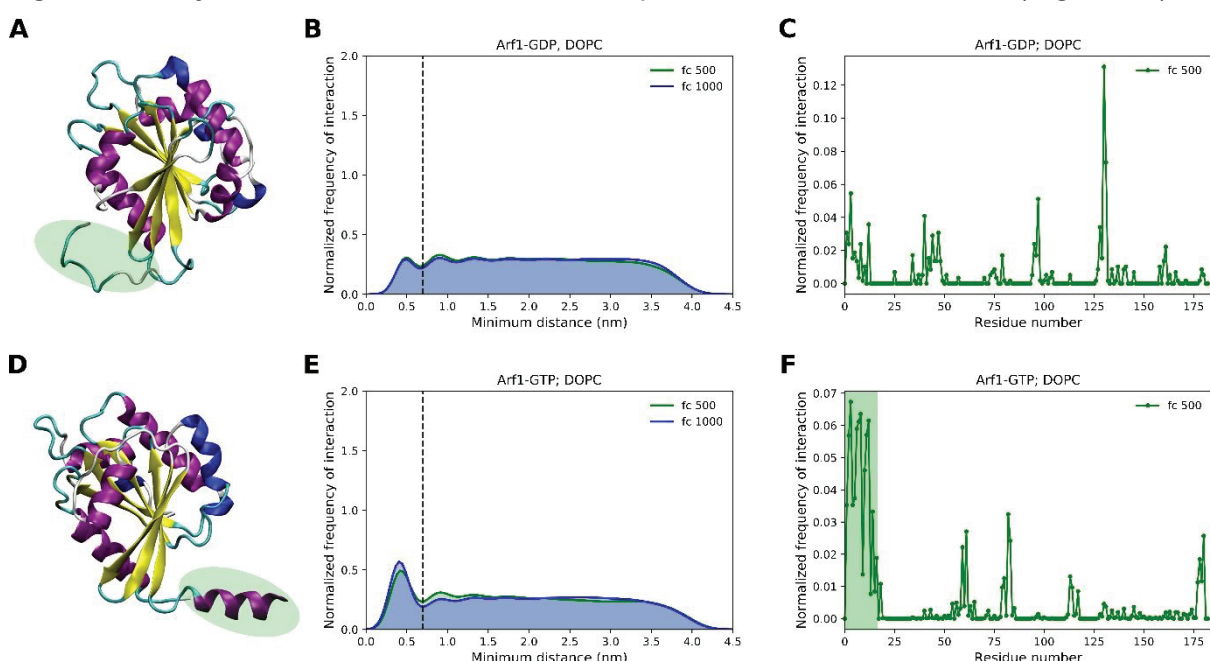 A
B
Arf1-GDP, DOPC
fc 500
fc 1000
Normalized frequency of interaction
2.0
1.5
1.0
0.5
0.0
0.0 0.5 1.0 1.5 2.0 2.5 3.0 3.5 4.0 4.5
Minimum distance (nm)
C
Arf1-GDP; DOPC
fc 500
Normalized frequency of interaction
0.12
0.10
0.08
0.06
0.04
0.02
0.00
0 25 50 75 100 125 150 175
Residue number
D
E
Arf1-GTP; DOPC
fc 500
fc 1000
Normalized frequency of interaction
2.0
1.5
1.0
0.5
0.0
0.0 0.5 1.0 1.5 2.0 2.5 3.0 3.5 4.0 4.5
Minimum distance (nm)
F
Arf1-GTP; DOPC
fc 500
Normalized frequency of interaction
0.07
0.06
0.05
0.04
0.03
0.02
0.01
0.00
0 25 50 75 100 125 150 175
Residue number